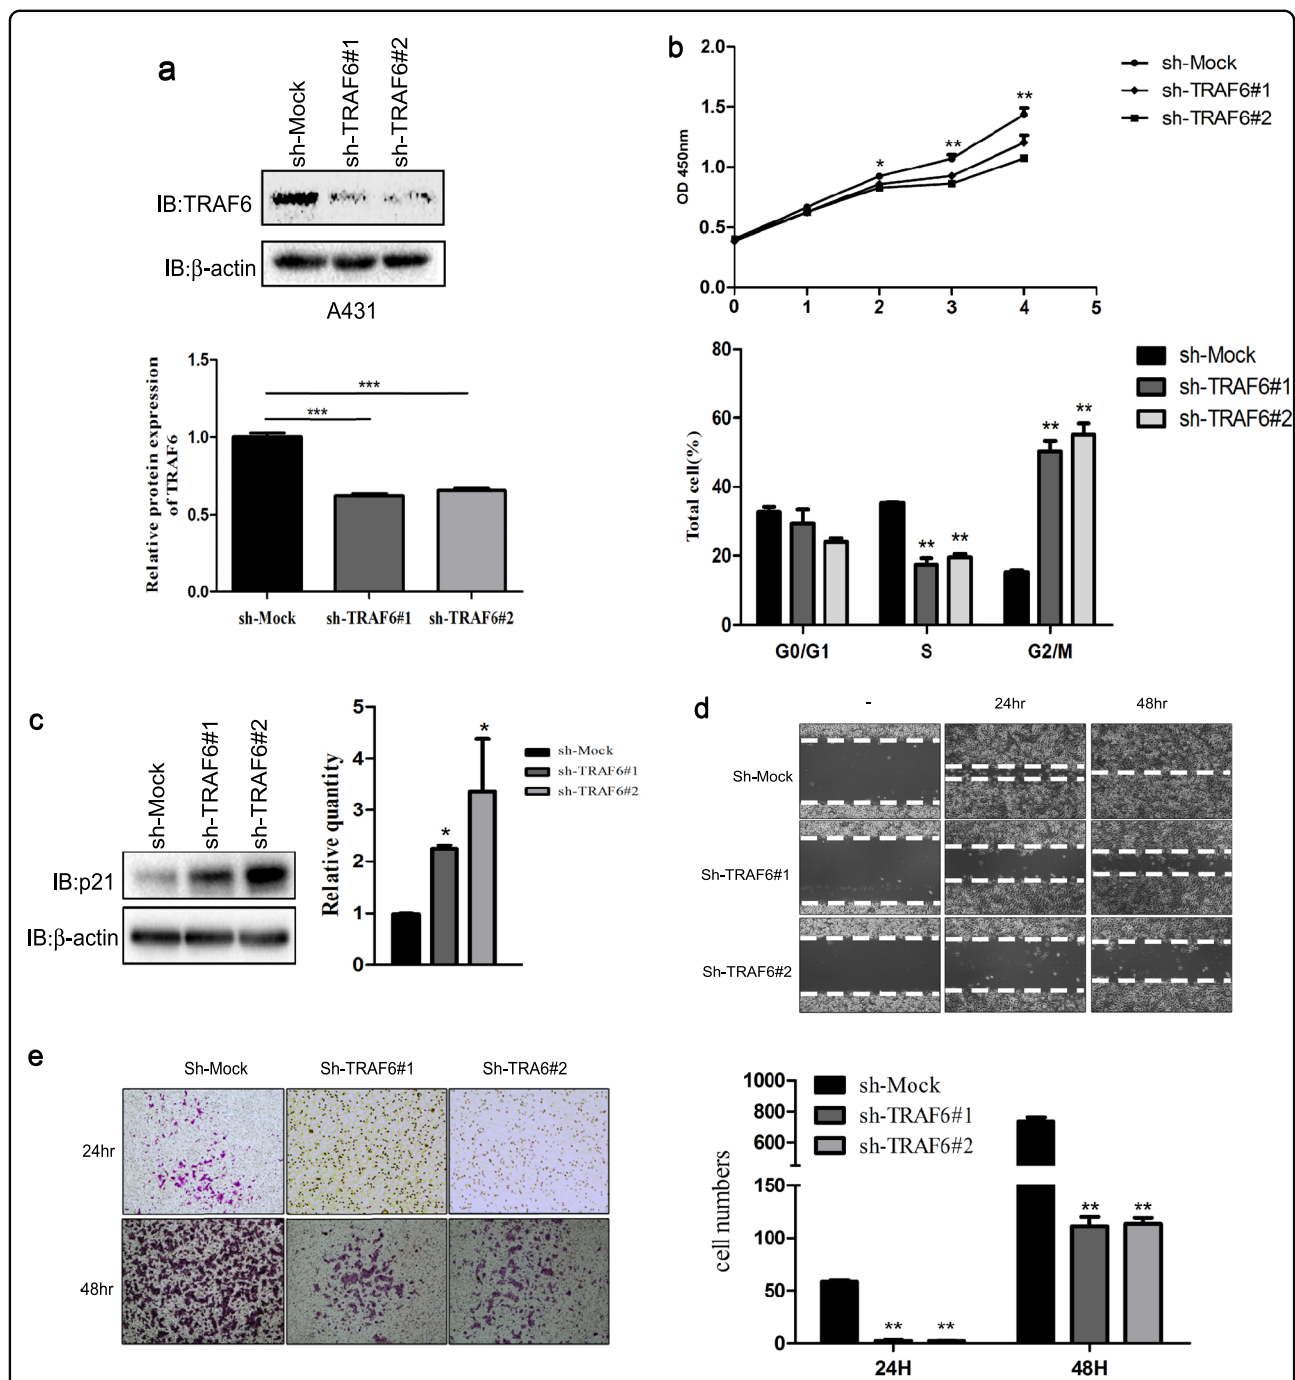 a
sh-Mock
sh-TRAF6#1
sh-TRAF6#2
IB:TRAF6
IB:β-actin
A431
Relative protein expression
of TRAF6
1.5
1.0
0.5
0.0
***
***
sh-Mock
sh-TRAF6#1
sh-TRAF6#2
b
OD 450nm
2.0
1.5
1.0
0.5
0.0
0
1
2
3
4
5
*
**
**
sh-Mock
sh-TRAF6#1
sh-TRAF6#2
Total cell(%)
80
60
40
20
0
**
**
**
**
G0/G1
S
G2/M
sh-Mock
sh-TRAF6#1
sh-TRAF6#2
c
sh-Mock
sh-TRAF6#1
sh-TRAF6#2
IB:p21
IB:β-actin
Relative quantity
5
4
3
2
1
0
*
*
sh-Mock
sh-TRAF6#1
sh-TRAF6#2
d
-
24hr
48hr
Sh-Mock
Sh-TRAF6#1
Sh-TRAF6#2
e
Sh-Mock
Sh-TRAF6#1
Sh-TRA6#2
24hr
48hr
cell numbers
1000
800
600
150
100
50
0
sh-Mock
sh-TRAF6#1
sh-TRAF6#2
**
**
**
**
24H
48H